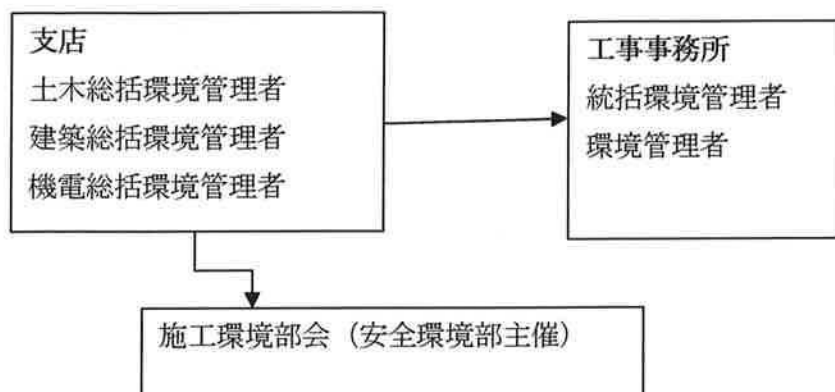 支店
土木総括環境管理者
建築総括環境管理者
機電総括環境管理者
工事事務所
統括環境管理者
環境管理者
施工環境部会（安全環境部主催）